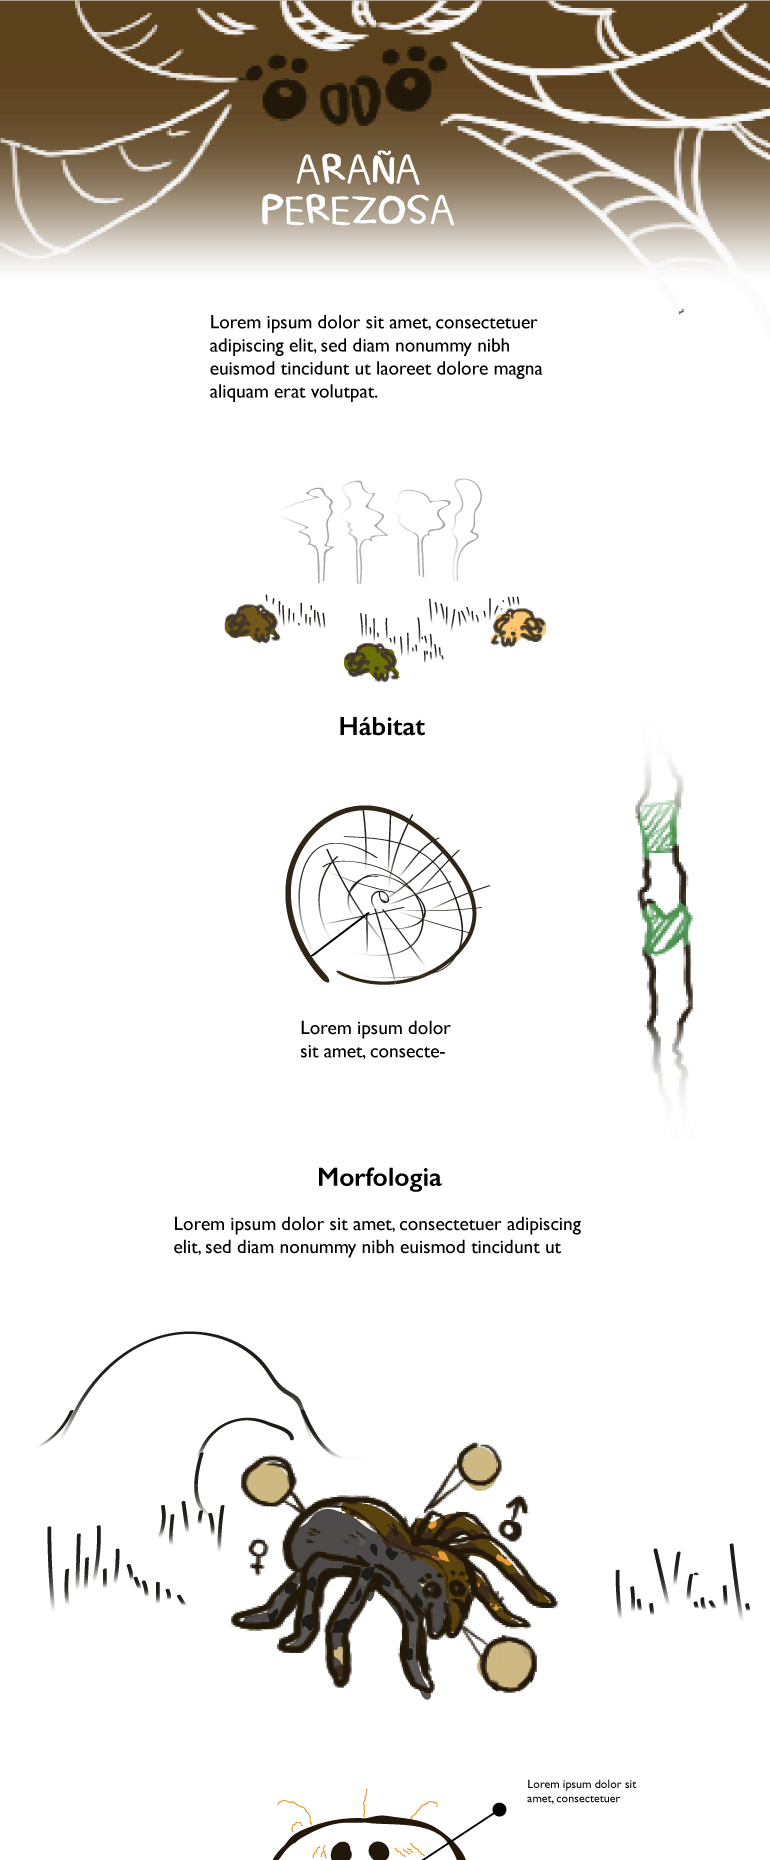 ARAÑA
PEREZOSA
Lorem ipsum dolor sit amet, consectetuer
adipiscing elit, sed diam nonummy nibh
euismod tincidunt ut laoreet dolore magna
aliquam erat volutpat.
Hábitat
Lorem ipsum dolor
sit amet, consecte-
Morfologia
Lorem ipsum dolor sit amet, consectetuer adipiscing
elit, sed diam nonummy nibh euismod tincidunt ut
♂
♀
Lorem ipsum dolor sit
amet, consectetuer